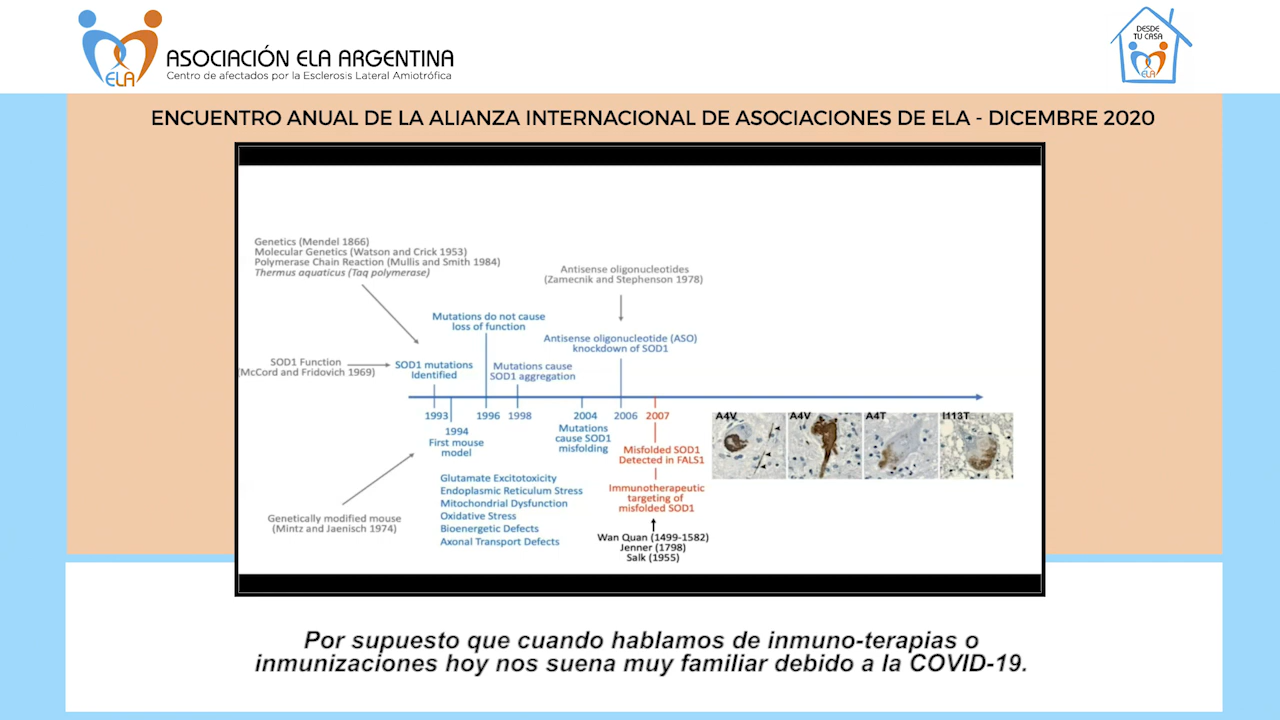 ASOCIACIÓN ELA ARGENTINA
Centro de afectados por la Esclerosis Lateral Amiotrófica
ELA
DESDE
TU CASA
ELA
ENCUENTRO ANUAL DE LA ALIANZA INTERNACIONAL DE ASOCIACIONES DE ELA - DICEMBRE 2020
Genetics (Mendel 1866)
Molecular Genetics (Watson and Crick 1953)
Polymerase Chain Reaction (Mullis and Smith 1984)
Thermus aquaticus (Taq polymerase)
Antisense oligonucleotides
(Zamecnik and Stephenson 1978)
Mutations do not cause
loss of function
Antisense oligonucleotide (ASO)
knockdown of SOD1
SOD1 Function
(McCord and Fridovich 1969)
SOD1 mutations
Identified
Mutations cause
SOD1 aggregation
1993
1996
1998
2004
2006
2007
1994
First mouse
model
Mutations
cause SOD1
misfolding
Misfolded SOD1
Detected in FALS1
A4V
A4V
A4T
I113T
Glutamate Excitotoxicity
Endoplasmic Reticulum Stress
Mitochondrial Dysfunction
Oxidative Stress
Bioenergetic Defects
Axonal Transport Defects
Immunotherapeutic
targeting of
misfolded SOD1
Genetically modified mouse
(Mintz and Jaenisch 1974)
Wan Quan (1499-1582)
Jenner (1798)
Salk (1955)
Por supuesto que cuando hablamos de inmuno-terapias o
inmunizaciones hoy nos suena muy familiar debido a la COVID-19.